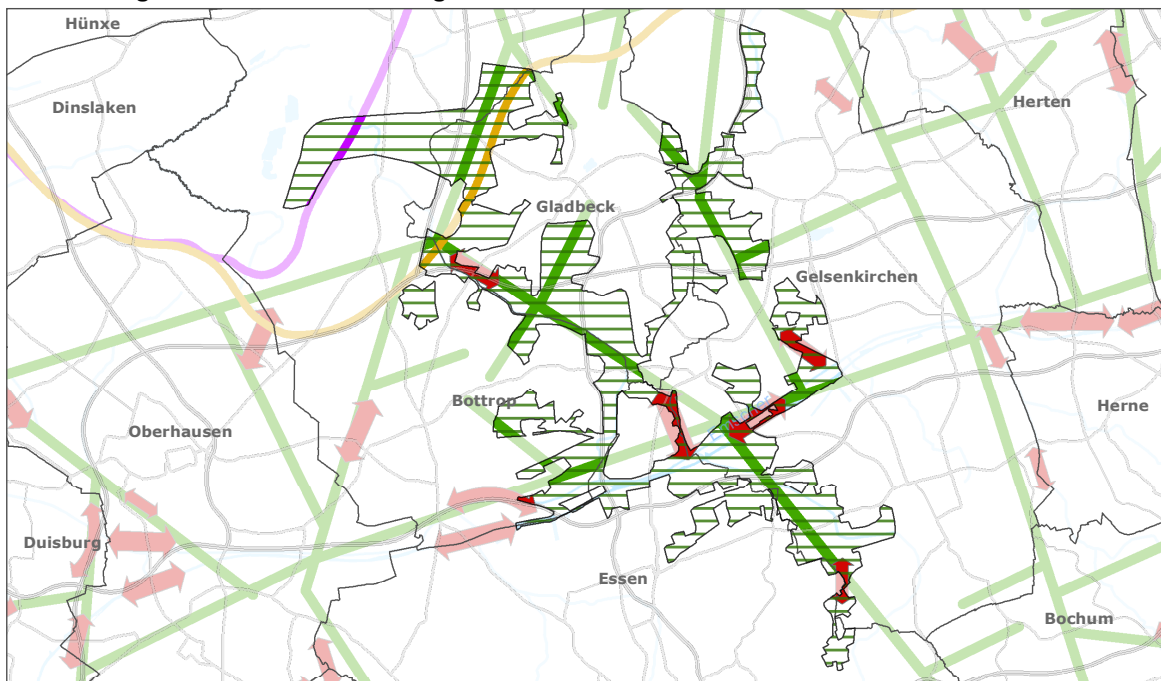 Hünxe
Dinslaken
Herten
Gladbeck
Gelsenkirchen
Bottrop
Herne
Oberhausen
Duisburg
Essen
Bochum